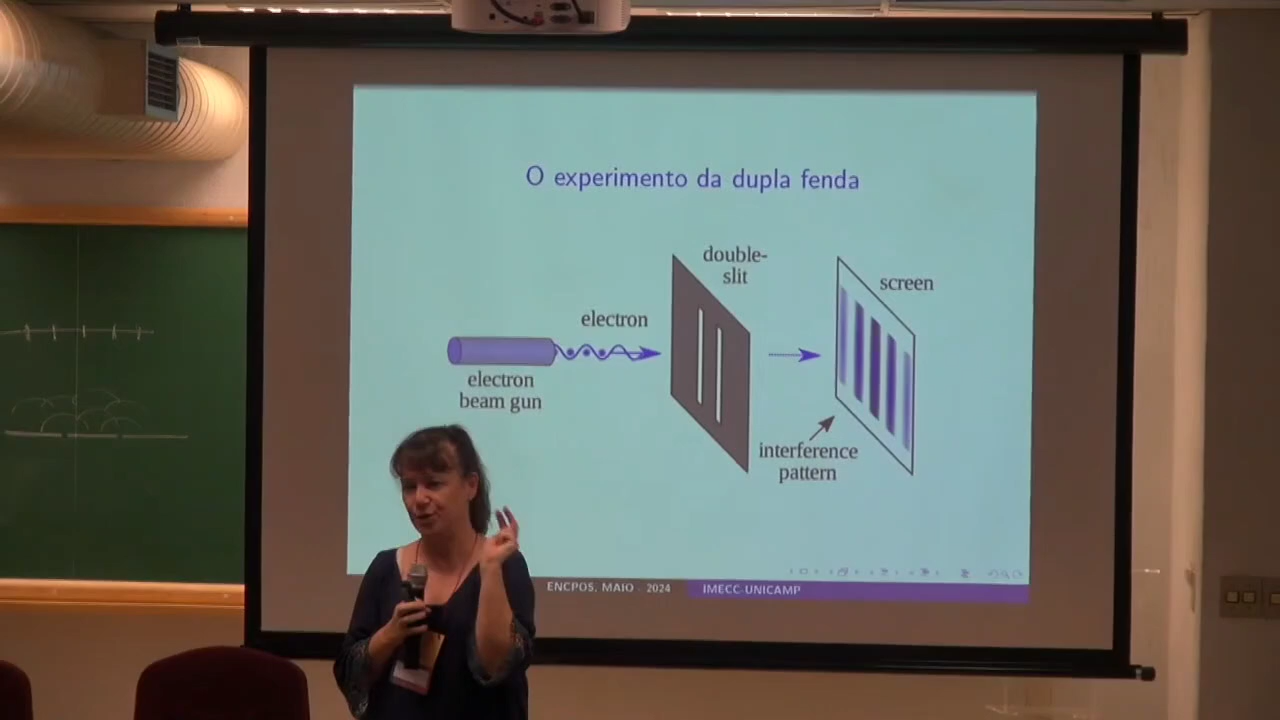 O experimento da dupla fenda
double-
slit
screen
electron
electron
beam gun
interference
pattern
ENCPOS, MAIO - 2024
IMECC-UNICAMP